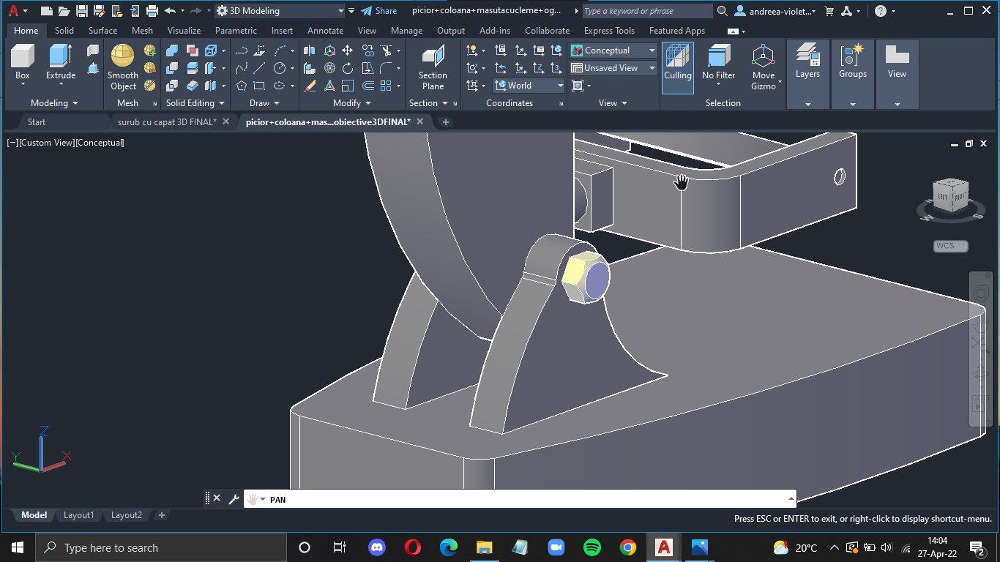 A 3D Modeling Share picior+coloana+masutacucleme+og... Type a keyword or phrase andreea-violet...
Home Solid Surface Mesh Visualize Parametric Insert Annotate View Manage Output Add-ins Collaborate Express Tools Featured Apps
Box Extrude Smooth Object Section Plane Conceptual Unsaved View World Culling No Filter Move Gizmo Layers Groups View
Modeling Mesh Solid Editing Draw Modify Section Coordinates View Selection
Start surub cu capat 3D FINAL* picior+coloana+mas...obiective3DFINAL*
[−][Custom View][Conceptual]
LEFT FRONT
W S
WCS
Z
Y X
PAN
Model Layout1 Layout2 +
Press ESC or ENTER to exit, or right-click to display shortcut-menu.
Type here to search A 20°C 14:04
27-Apr-22 2